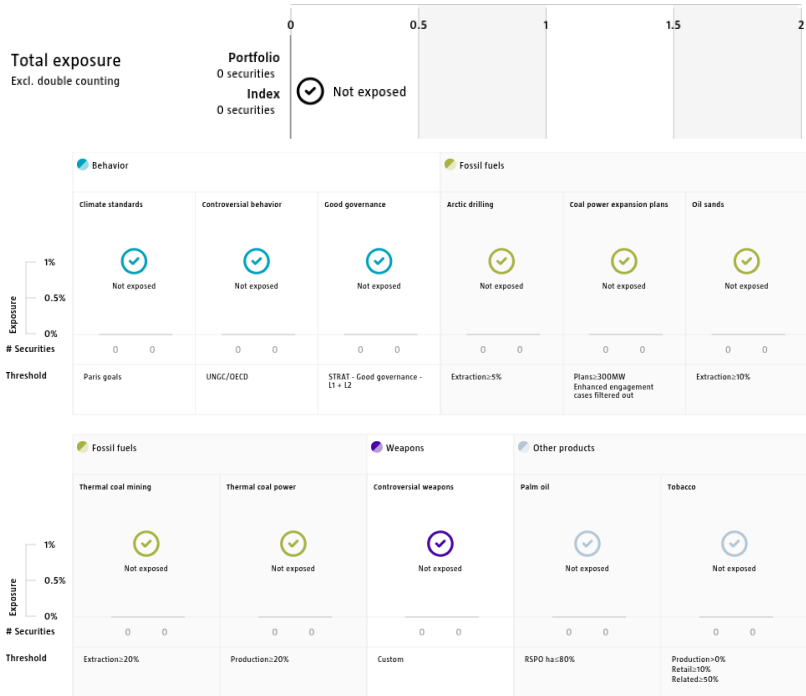 0 0.5 1 1.5 2
Total exposure
Excl. double counting
Portfolio
0 securities
Index
0 securities
Not exposed
Behavior Fossil fuels
Climate standards Controversial behavior Good governance Arctic drilling Coal power expansion plans Oil sands
Not exposed Not exposed Not exposed Not exposed Not exposed Not exposed
Exposure
1%
0.5%
0%
# Securities 0 0 0 0 0 0 0 0 0 0 0 0
Threshold Paris goals UNGC/OECD STRAT - Good governance - Extraction≥5% Plans≥300MW Extraction≥10%
L1 + L2 Enhanced engagement
cases filtered out
Fossil fuels Weapons Other products
Thermal coal mining Thermal coal power Controversial weapons Palm oil Tobacco
Not exposed Not exposed Not exposed Not exposed Not exposed
Exposure
1%
0.5%
0%
# Securities 0 0 0 0 0 0 0 0 0 0
Threshold Extraction≥20% Production≥20% Custom RSPO ha≤80% Production>0%
Retail≥10%
Related≥50%